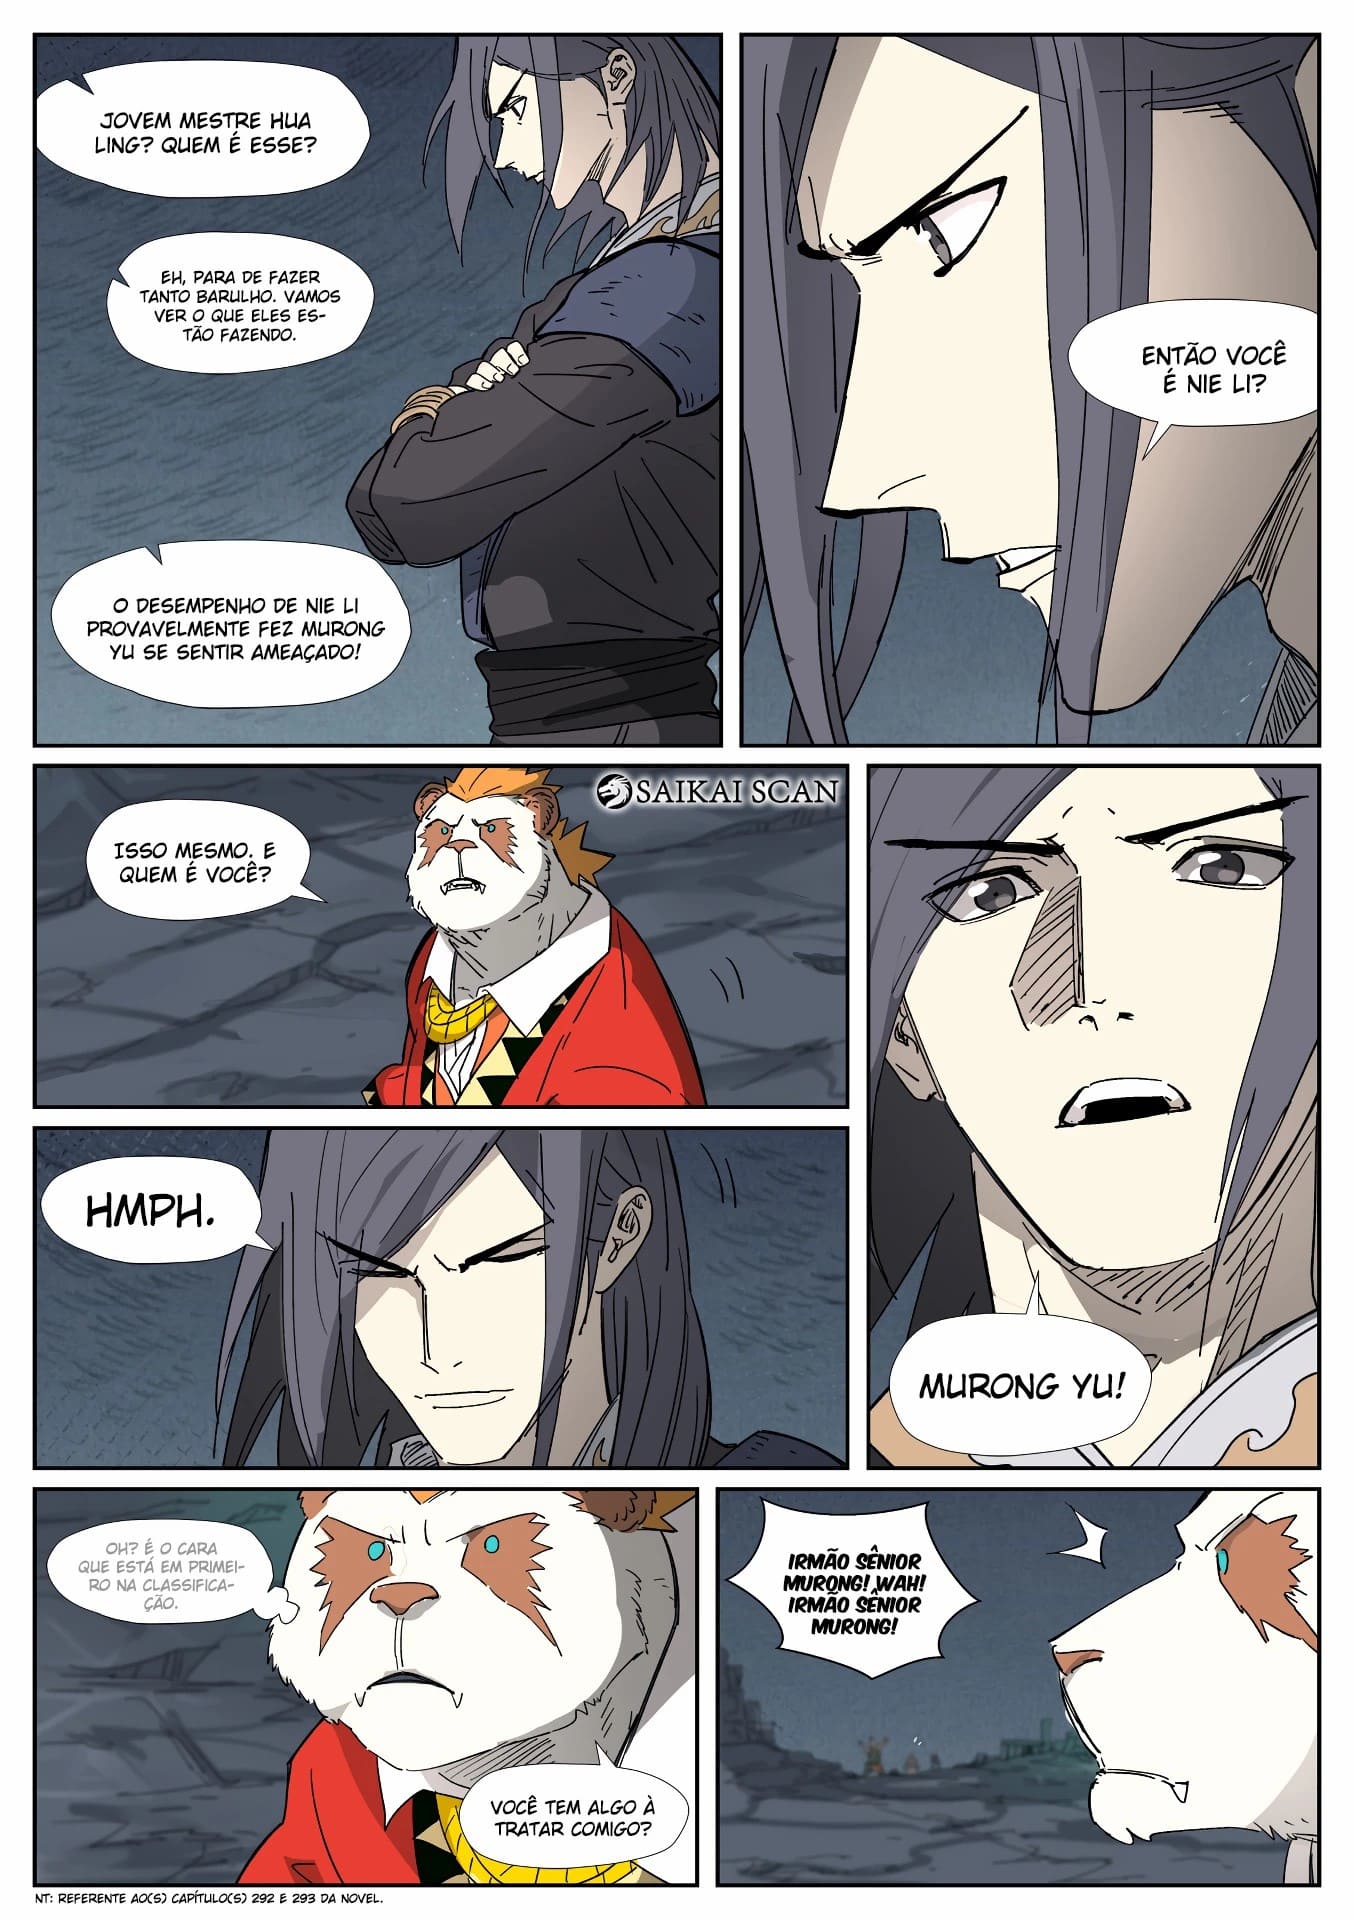 JOVEM MESTRE HUA
LING? QUEM É ESSE?
EH, PARA DE FAZER
TANTO BARULHO. VAMOS
VER O QUE ELES ES-
TÃO FAZENDO.
O DESEMPENHO DE NIE LI
PROVAVELMENTE FEZ MURONG
YU SE SENTIR AMEAÇADO!
ENTÃO VOCÊ
É NIE LI?
SAIKAI SCAN
ISSO MESMO. E
QUEM É VOCÊ?
HMPH.
MURONG YU!
OH? É O CARA
QUE ESTÁ EM PRIMEI-
RO NA CLASSIFICA-
ÇÃO.
VOCÊ TEM ALGO À
TRATAR COMIGO?
IRMÃO SÊNIOR
MURONG! WAH!
IRMÃO SÊNIOR
MURONG!
NT: REFERENTE AO(S) CAPÍTULO(S) 292 E 293 DA NOVEL.